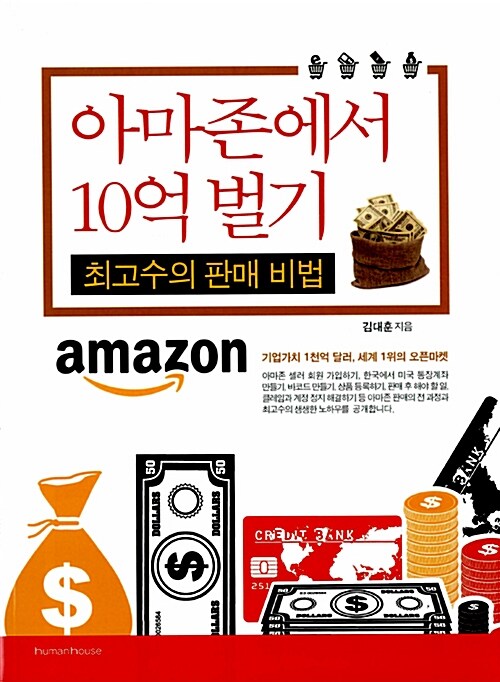 아마존에서
10억 벌기
최고수의 판매 비법
김대훈 지음
amazon
기업가치 1천억 달러, 세계 1위의 오픈마켓
아마존 셀러 회원 가입하기, 한국에서 미국 통장계좌
만들기, 바코드 만들기, 상품 등록하기, 판매 후 해야 할 일,
클레임과 계정 정지 해결하기 등 아마존 판매의 전 과정과
최고수의 생생한 노하우를 공개합니다.
BANK
50
50
DOLLARS
DOLLARS
$
$
$
CREDIT BANK
251
$
$
humanhouse